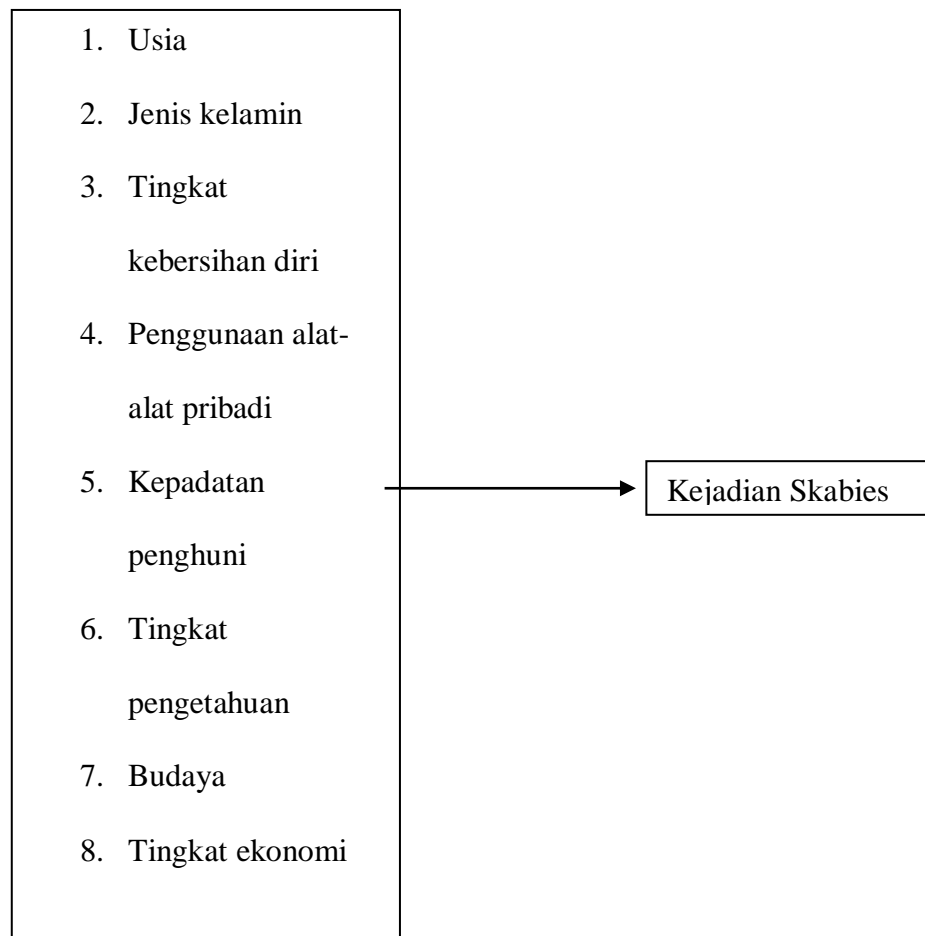 1. Usia
2. Jenis kelamin
3. Tingkat
kebersihan diri
4. Penggunaan alat-
alat pribadi
5. Kepadatan
penghuni
6. Tingkat
pengetahuan
7. Budaya
8. Tingkat ekonomi
Kejadian Skabies